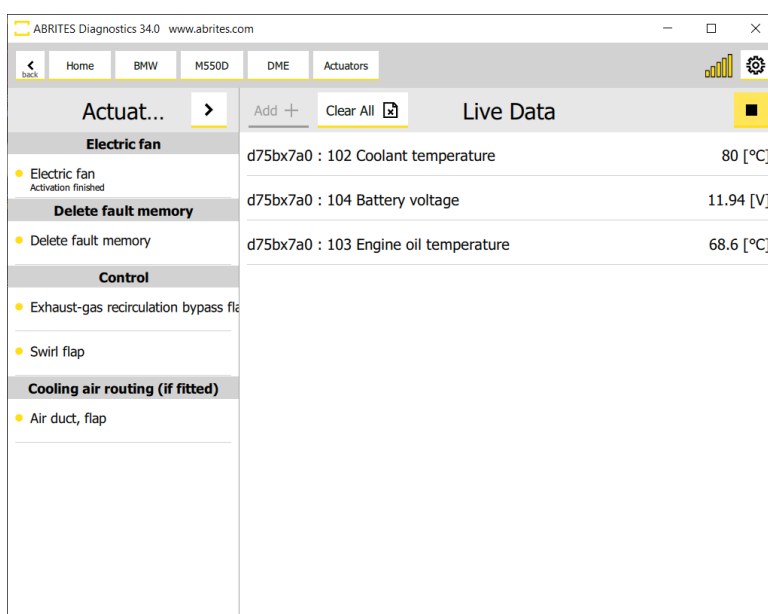 ABRITES Diagnostics 34.0 www.abrites.com
back
Home
BMW
M550D
DME
Actuators
Actuat...
Add +
Clear All
Live Data
Electric fan
Electric fan
Activation finished
Delete fault memory
Delete fault memory
Control
Exhaust-gas recirculation bypass fla
Swirl flap
Cooling air routing (if fitted)
Air duct, flap
d75bx7a0 : 102 Coolant temperature 80 [°C]
d75bx7a0 : 104 Battery voltage 11.94 [V]
d75bx7a0 : 103 Engine oil temperature 68.6 [°C]